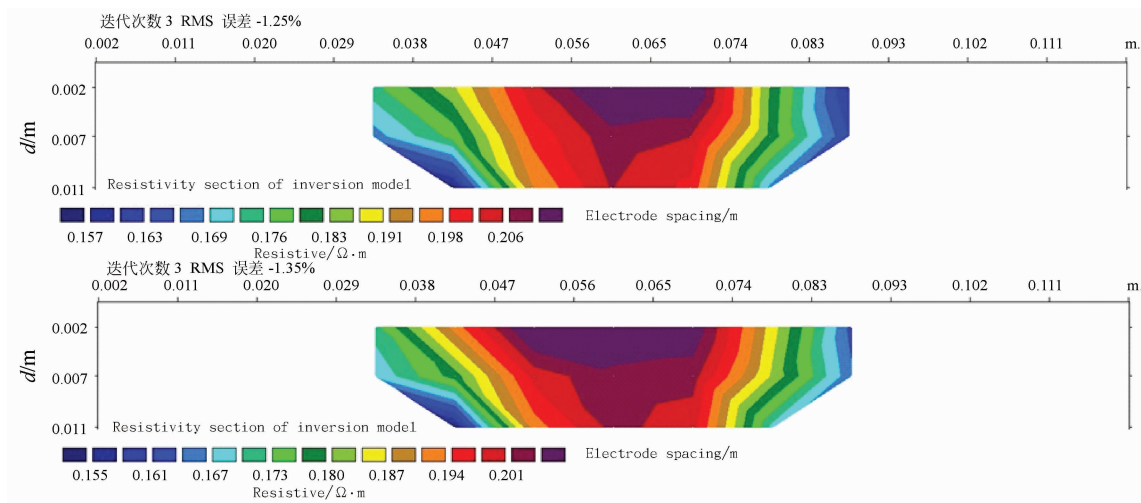 迭代次数 3 RMS 误差 -1.25%
0.002 0.011 0.020 0.029 0.038 0.047 0.056 0.065 0.074 0.083 0.093 0.102 0.111 m.
0.002
0.007
0.011
d/m
Resistivity section of inversion model
Electrode spacing/m
0.157 0.163 0.169 0.176 0.183 0.191 0.198 0.206
Resistive/Ω·m
迭代次数 3 RMS 误差 -1.35%
0.002 0.011 0.020 0.029 0.038 0.047 0.056 0.065 0.074 0.083 0.093 0.102 0.111 m.
0.002
0.007
0.011
d/m
Resistivity section of inversion model
Electrode spacing/m
0.155 0.161 0.167 0.173 0.180 0.187 0.194 0.201
Resistive/Ω·m